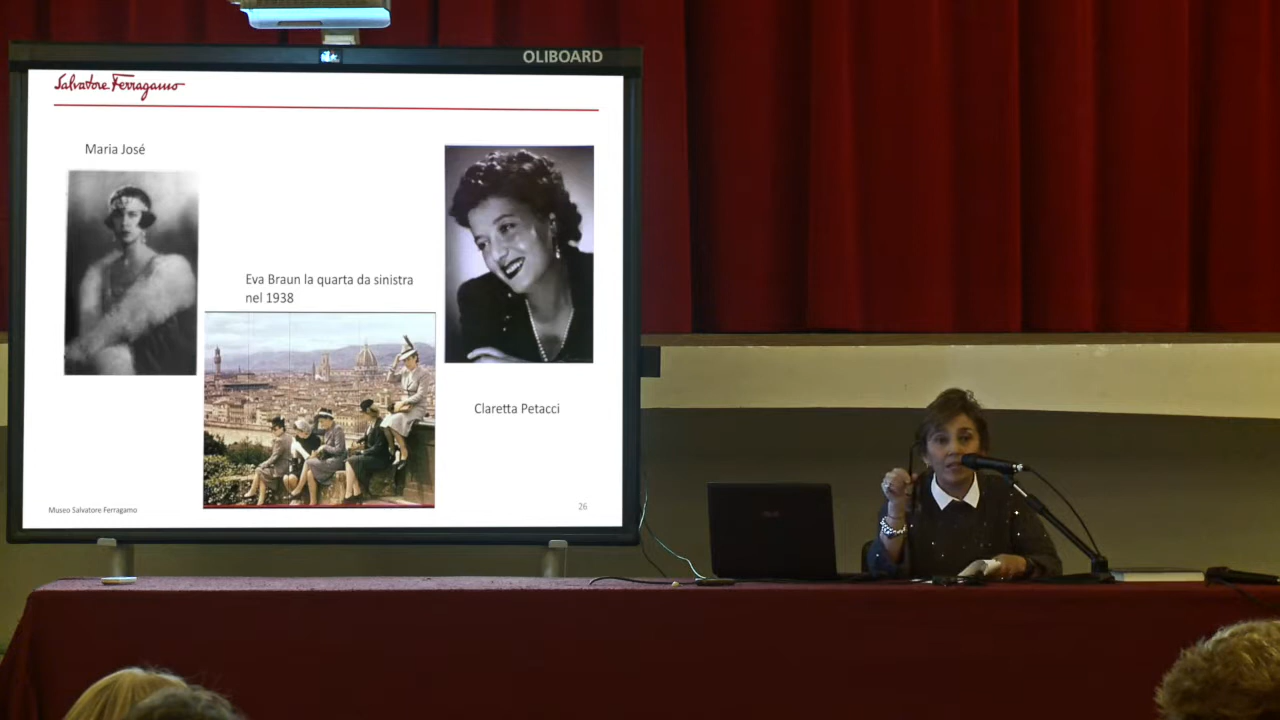 OLIBOARD
Salvatore Ferragamo
Maria José
Eva Braun la quarta da sinistra
nel 1938
Claretta Petacci
Museo Salvatore Ferragamo
26